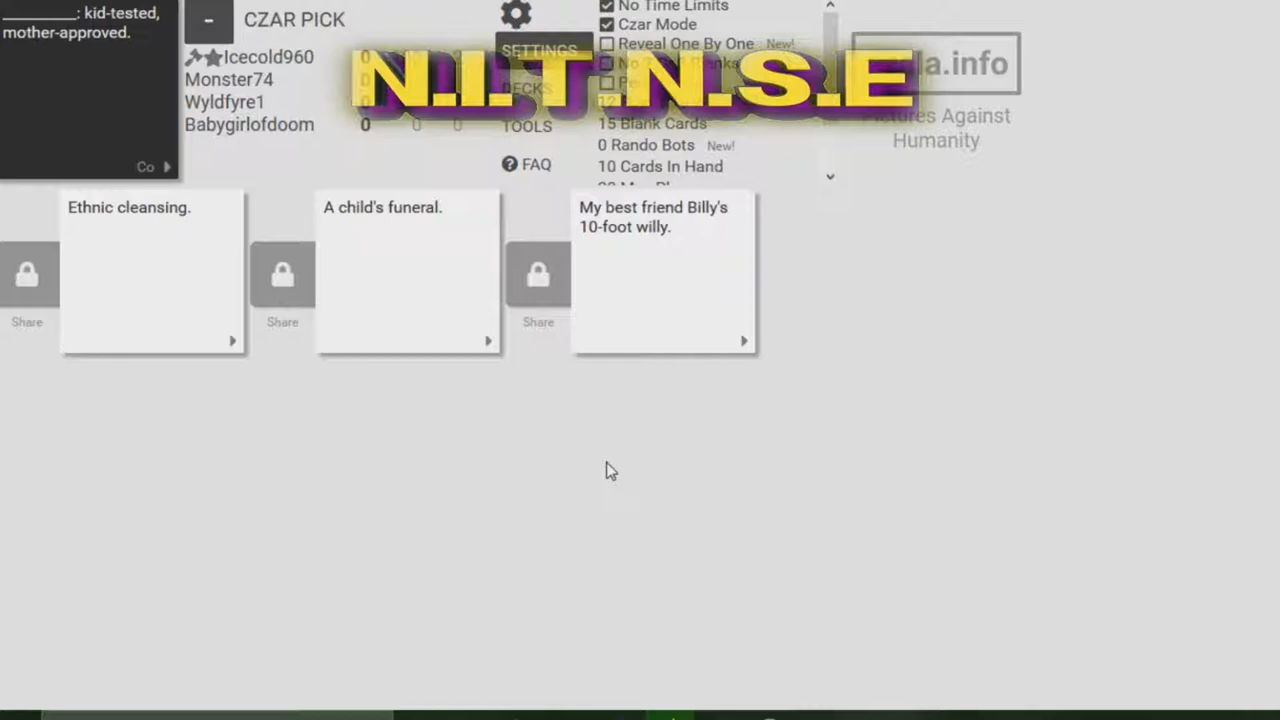 ________: kid-tested,
mother-approved.
Co
-
CZAR PICK
Icecold960 0
Monster74
Wyldfyre1
Babygirlofdoom 0 0 0
SETTINGS
DECKS
TOOLS
FAQ
No Time Limits
Czar Mode
Reveal One By One New!
15 Blank Cards
0 Rando Bots New!
10 Cards In Hand
N.I.T.N.S.E
la.info
Pictures Against
Humanity
Ethnic cleansing.
Share
A child's funeral.
Share
My best friend Billy's
10-foot willy.
Share